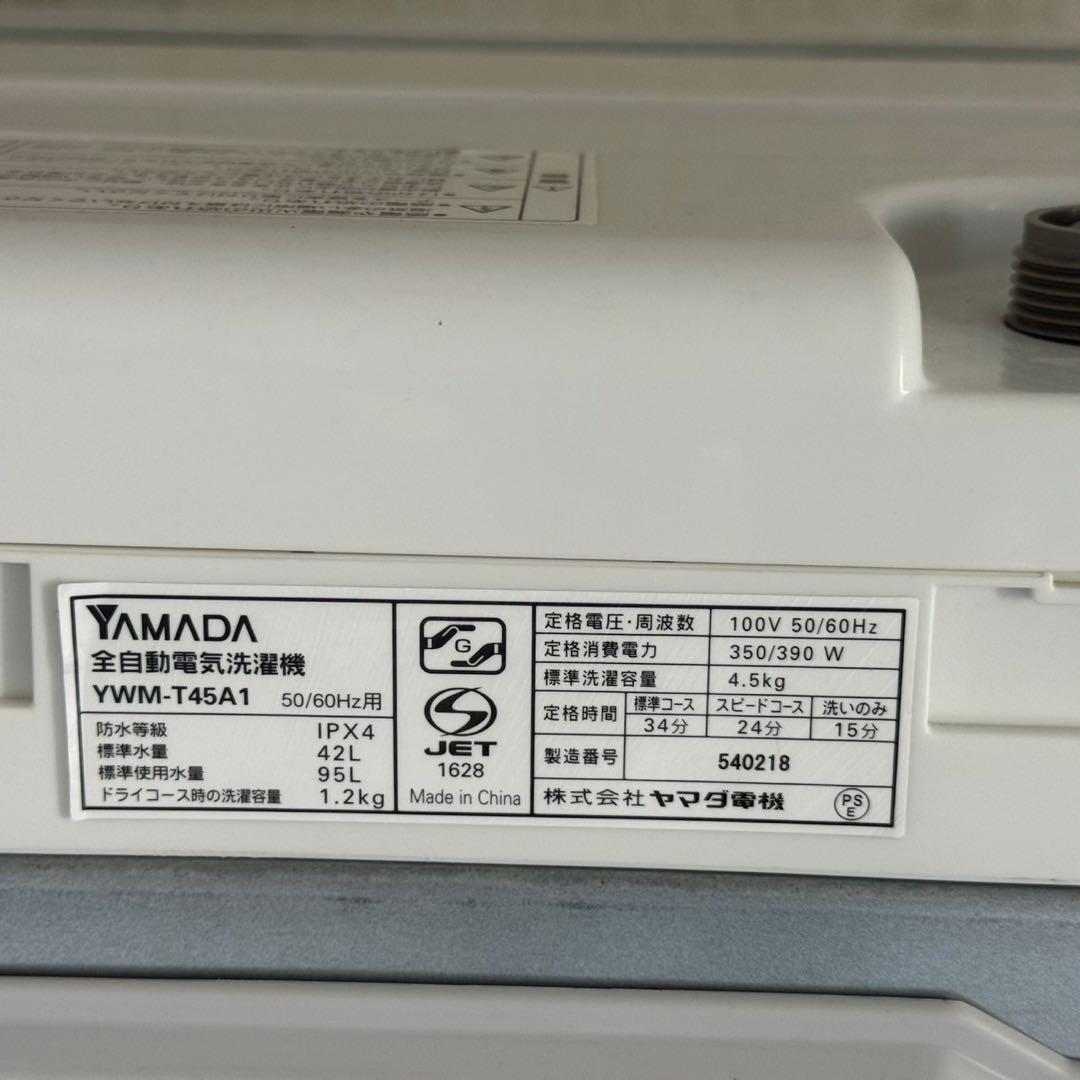 YAMADA
全自動電気洗濯機
YWM-T45A1 50/60Hz用
防水等級 IPX4
標準水量 42L
標準使用水量 95L
ドライコース時の洗濯容量 1.2kg
G
S
JET
1628
Made in China
定格電圧・周波数 100V 50/60Hz
定格消費電力 350/390 W
標準洗濯容量 4.5kg
定格時間 標準コース スピードコース 洗いのみ
34分 24分 15分
製造番号 540218
株式会社ヤマダ電機 PSE